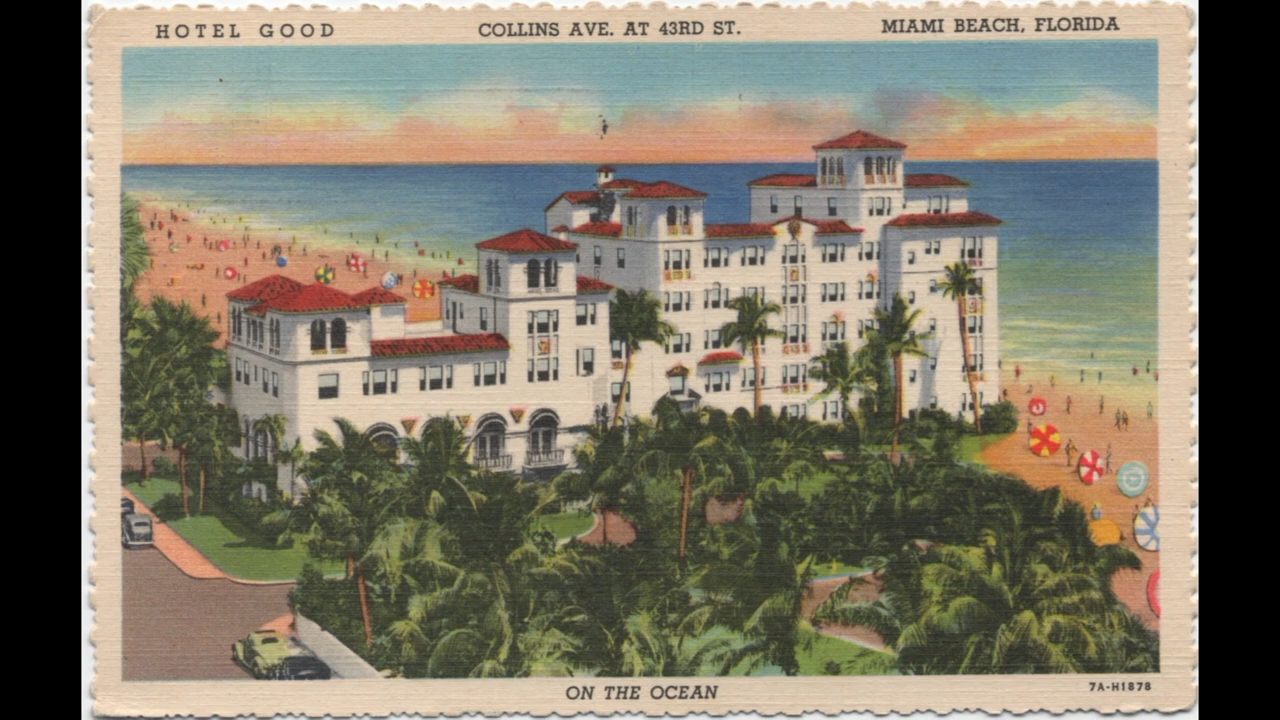 HOTEL GOOD COLLINS AVE. AT 43RD ST. MIAMI BEACH, FLORIDA
ON THE OCEAN 7A-H1878